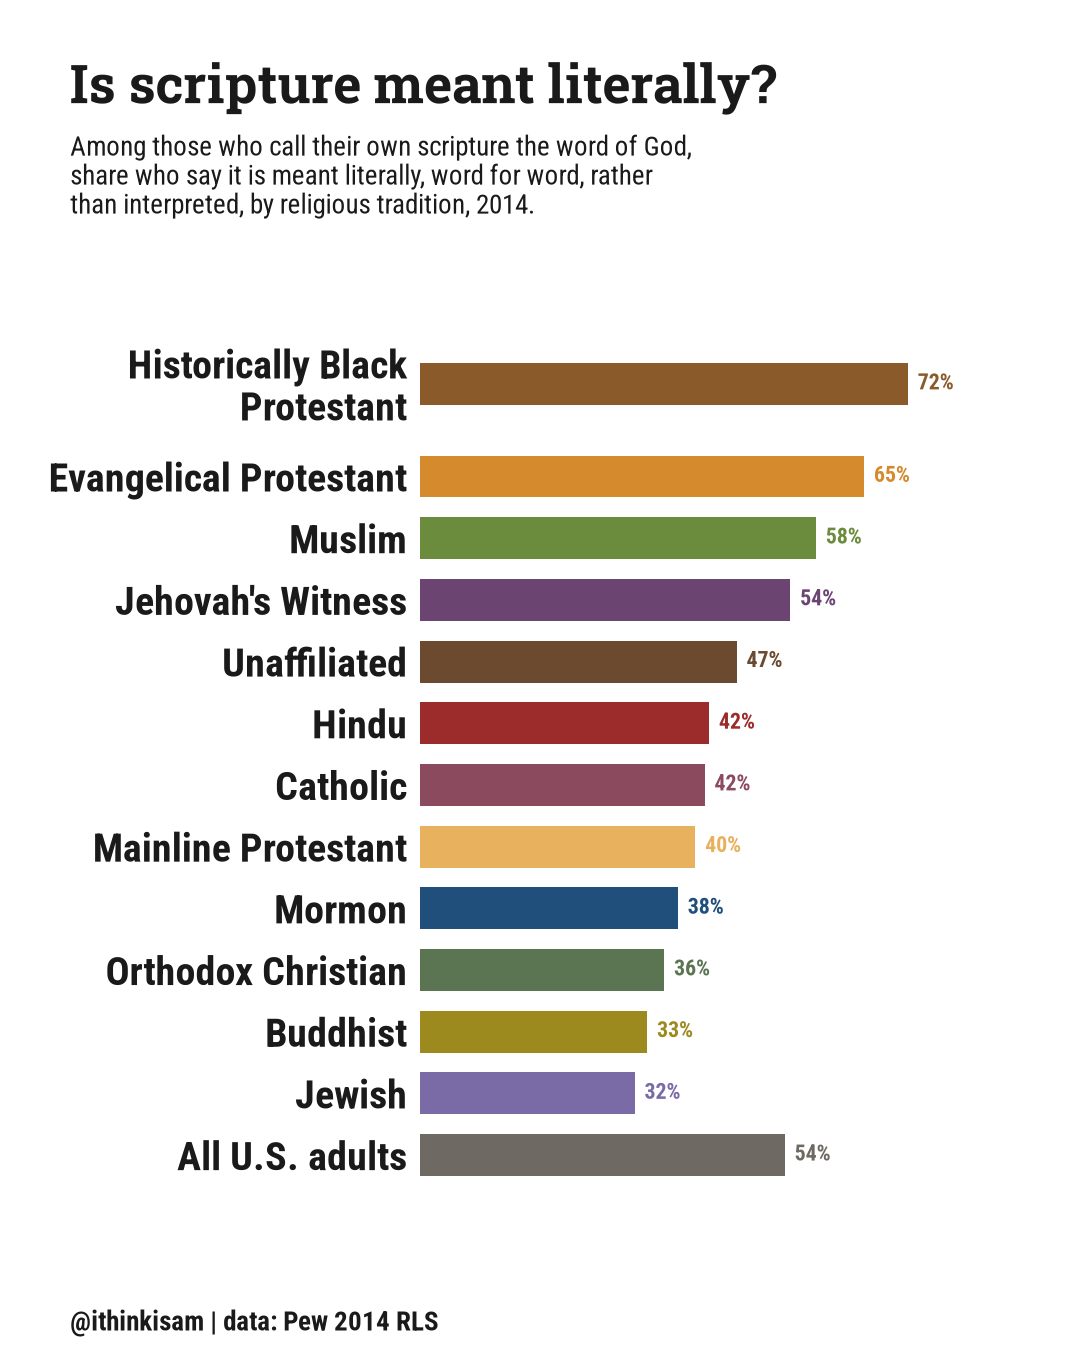 Is scripture meant literally?
Among those who call their own scripture the word of God,
share who say it is meant literally, word for word, rather
than interpreted, by religious tradition, 2014.
Historically Black
Protestant
72%
Evangelical Protestant 65%
Muslim 58%
Jehovah's Witness 54%
Unaffiliated 47%
Hindu 42%
Catholic 42%
Mainline Protestant 40%
Mormon 38%
Orthodox Christian 36%
Buddhist 33%
Jewish 32%
All U.S. adults 54%
@ithinkisam | data: Pew 2014 RLS